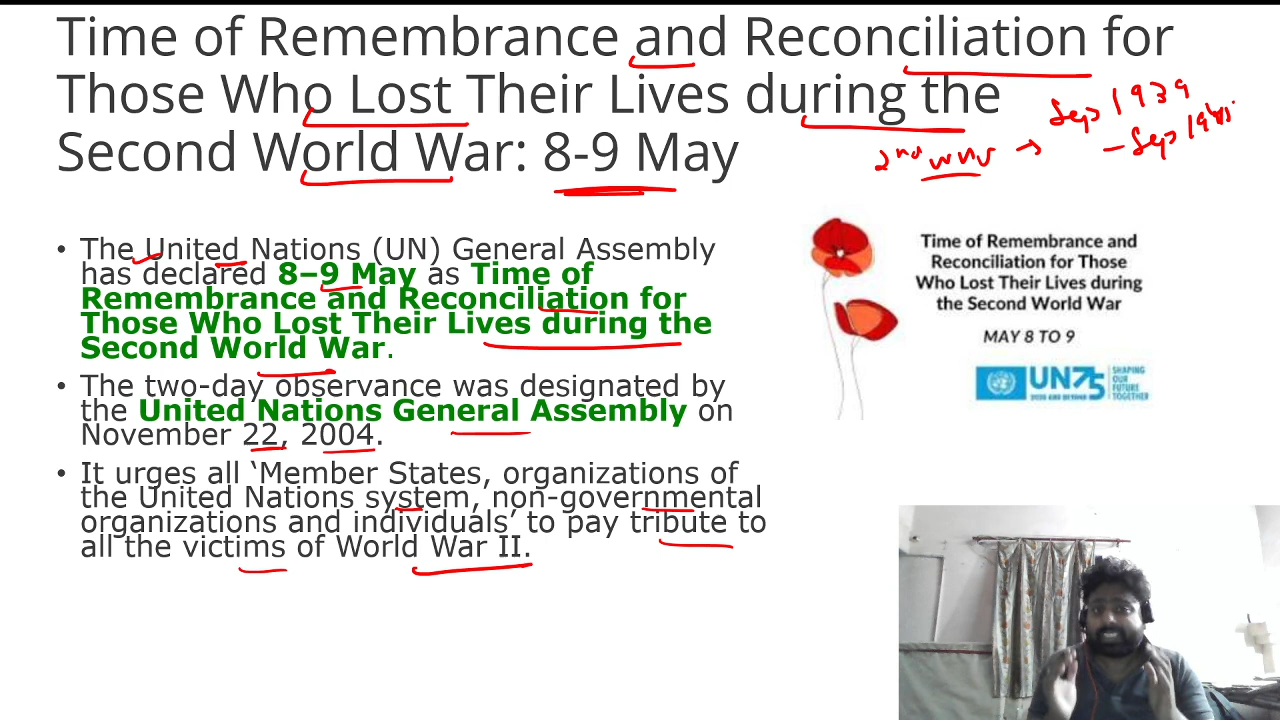 Time of Remembrance and Reconciliation for
Those Who Lost Their Lives during the
Second World War: 8-9 May
Sep 1939
- Sep 1945
2nd WW →
• The United Nations (UN) General Assembly
has declared 8–9 May as Time of
Remembrance and Reconciliation for
Those Who Lost Their Lives during the
Second World War.
• The two-day observance was designated by
the United Nations General Assembly on
November 22, 2004.
• It urges all ‘Member States, organizations of
the United Nations system, non-governmental
organizations and individuals’ to pay tribute to
all the victims of World War II.
Time of Remembrance and
Reconciliation for Those
Who Lost Their Lives during
the Second World War
MAY 8 TO 9
UN75
2020 AND BEYOND
SHAPING
OUR
FUTURE
TOGETHER